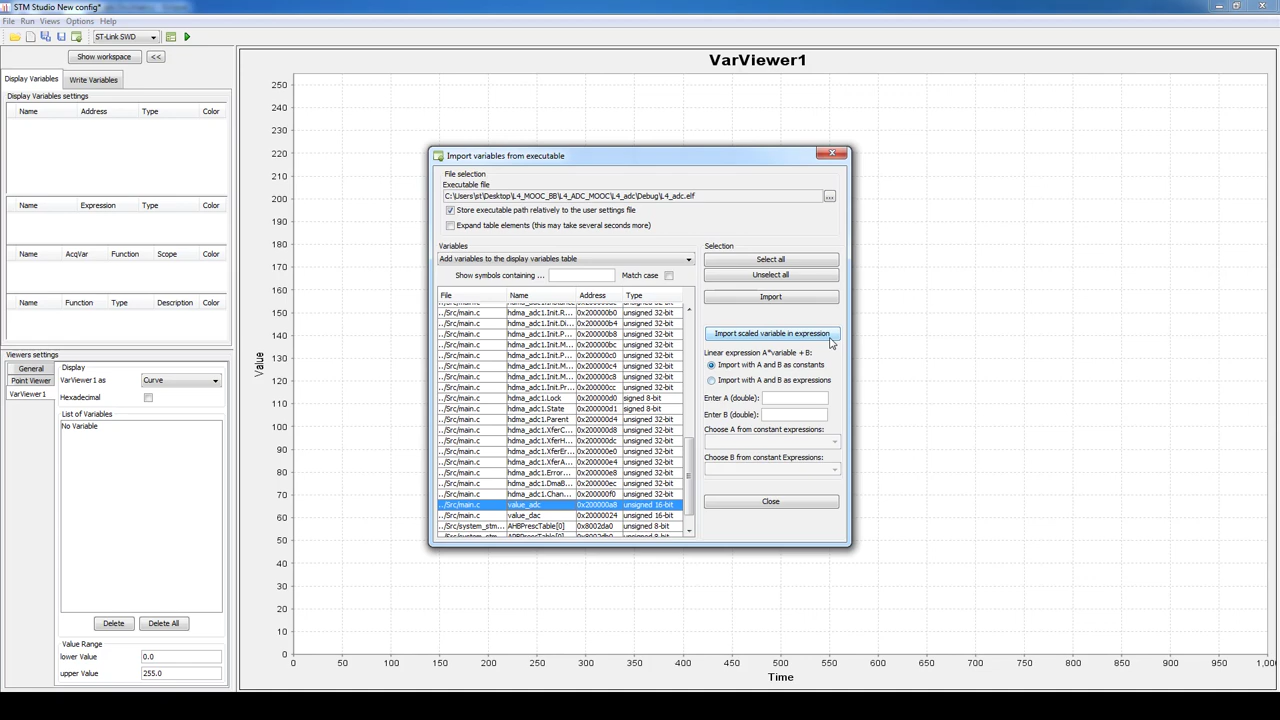 STM Studio New config*
File Run Views Options Help
ST-Link SWD
Show workspace <<
Display Variables Write Variables
Display Variables settings
Name Address Type Color
Name Expression Type
Name AcqVar Function Scope
Name Function Type Description Color
Viewers settings
General
Point Viewer
VarViewer1
Display
VarViewer1 as Curve
Hexadecimal
List of Variables
No Variable
Delete Delete All
Value Range
lower Value 0.0
upper Value 255.0
VarViewer1
Value
250
240
230
220
210
200
190
180
170
160
150
140
130
120
110
100
90
80
70
60
50
40
30
20
10
0
0 50 100 150 200 250 300 350 400 450 500 550 600 650 700 750 800 850 900 950 1,0
Time
Import variables from executable
File selection
Executable file
C:\Users\st\Desktop\L4_MOOC_BB\L4_ADC_MOOC\L4_adc\Debug\L4_adc.elf ...
Store executable path relatively to the user settings file
Expand table elements (this may take several seconds more)
Variables
Add variables to the display variables table
Show symbols containing ... Match case
File Name Address Type
../Src/main.c hdma_adc1.Init.R... 0x200000b0 unsigned 32-bit
../Src/main.c hdma_adc1.Init.Di... 0x200000b4 unsigned 32-bit
../Src/main.c hdma_adc1.Init.P... 0x200000b8 unsigned 32-bit
../Src/main.c hdma_adc1.Init.M... 0x200000bc unsigned 32-bit
../Src/main.c hdma_adc1.Init.P... 0x200000c0 unsigned 32-bit
../Src/main.c hdma_adc1.Init.M... 0x200000c4 unsigned 32-bit
../Src/main.c hdma_adc1.Init.M... 0x200000c8 unsigned 32-bit
../Src/main.c hdma_adc1.Init.Pr... 0x200000cc unsigned 32-bit
../Src/main.c hdma_adc1.Lock 0x200000d0 signed 8-bit
../Src/main.c hdma_adc1.State 0x200000d1 signed 8-bit
../Src/main.c hdma_adc1.Parent 0x200000d4 unsigned 32-bit
../Src/main.c hdma_adc1.XferC... 0x200000d8 unsigned 32-bit
../Src/main.c hdma_adc1.XferH... 0x200000dc unsigned 32-bit
../Src/main.c hdma_adc1.XferEr... 0x200000e0 unsigned 32-bit
../Src/main.c hdma_adc1.XferA... 0x200000e4 unsigned 32-bit
../Src/main.c hdma_adc1.Error... 0x200000e8 unsigned 32-bit
../Src/main.c hdma_adc1.DmaB... 0x200000ec unsigned 32-bit
../Src/main.c hdma_adc1.Chan... 0x200000f0 unsigned 32-bit
../Src/main.c value_adc 0x200000a8 unsigned 16-bit
../Src/main.c value_dac 0x20000024 unsigned 16-bit
../Src/system_stm... AHBPrescTable[0] 0x8002da0 unsigned 8-bit
../Src/system_stm... APBPrescTable[0] 0x8002db0 unsigned 8-bit
Selection
Select all
Unselect all
Import
Import scaled variable in expression
Linear expression A*variable + B:
Import with A and B as constants
Import with A and B as expressions
Enter A (double):
Enter B (double):
Choose A from constant expressions:
Choose B from constant Expressions:
Close